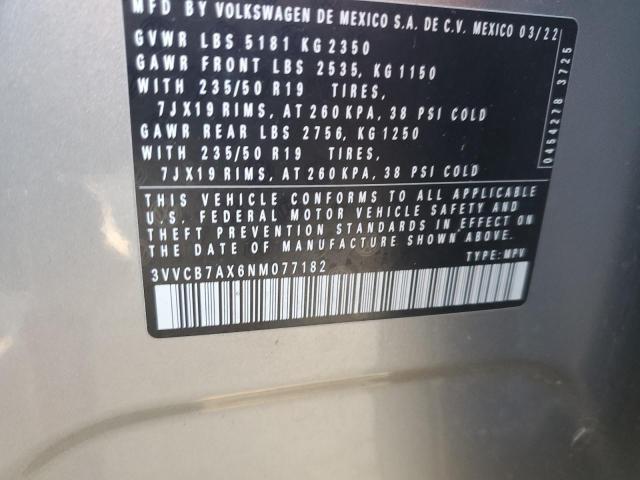 MFD BY VOLKSWAGEN DE MEXICO S.A. DE C.V. MEXICO 03/22
GVWR LBS 5181 KG 2350
GAWR FRONT LBS 2535, KG 1150
WITH 235/50 R19 TIRES,
7JX19 RIMS, AT 260 KPA, 38 PSI COLD
GAWR REAR LBS 2756, KG 1250
WITH 235/50 R19 TIRES,
7JX19 RIMS, AT 260 KPA, 38 PSI COLD
THIS VEHICLE CONFORMS TO ALL APPLICABLE
U.S. FEDERAL MOTOR VEHICLE SAFETY AND
THEFT PREVENTION STANDARDS IN EFFECT ON
THE DATE OF MANUFACTURE SHOWN ABOVE.
3VVCB7AX6NM077182 TYPE: MPV
0454278 3725